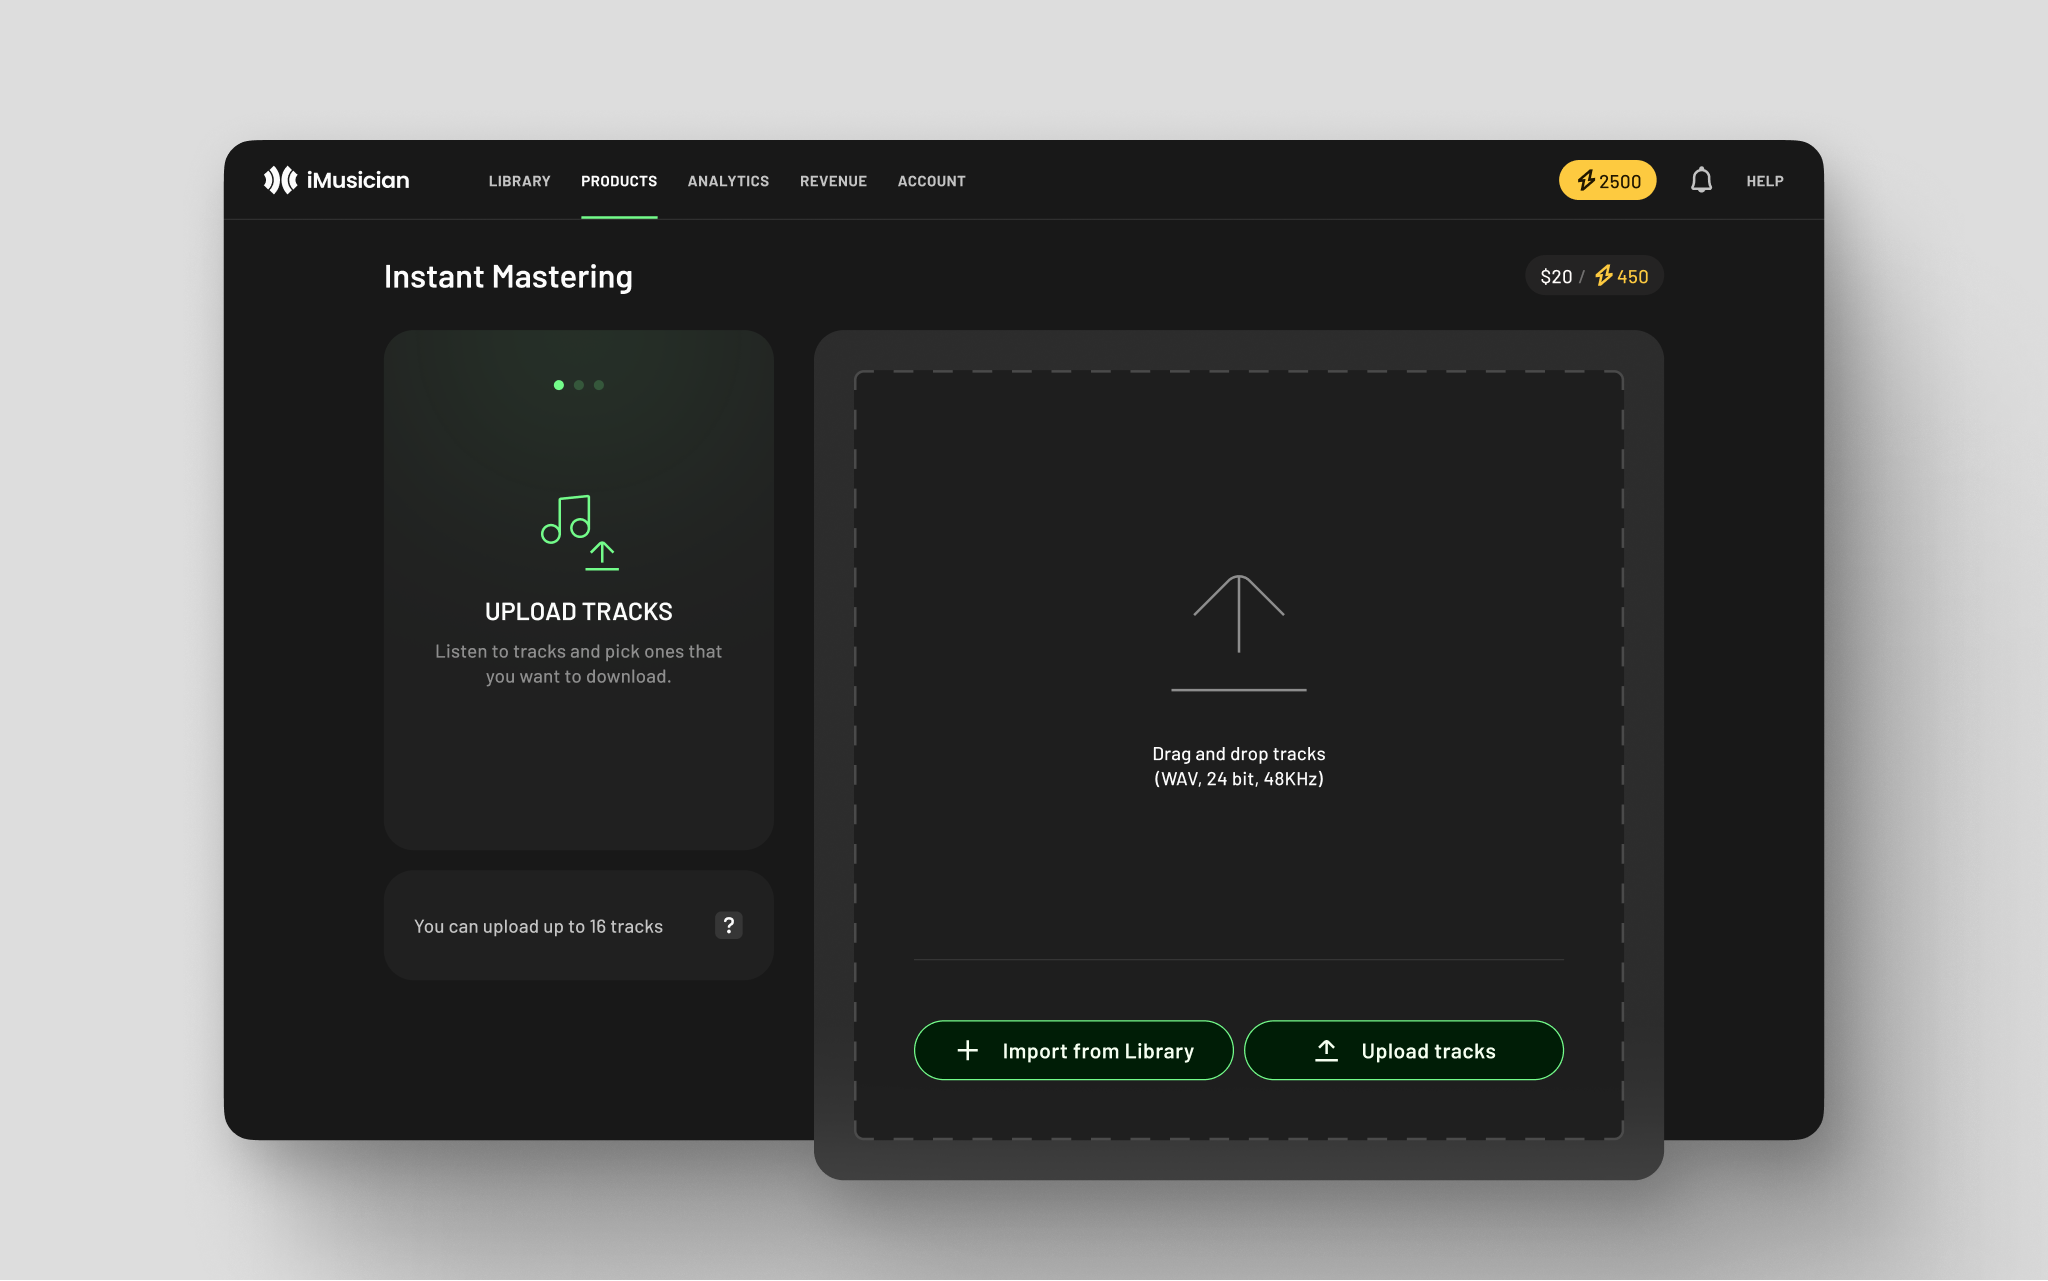 iMusician
LIBRARY
PRODUCTS
ANALYTICS
REVENUE
ACCOUNT
2500
HELP
Instant Mastering
$20 / 450
UPLOAD TRACKS
Listen to tracks and pick ones that
you want to download.
You can upload up to 16 tracks
?
Drag and drop tracks
(WAV, 24 bit, 48KHz)
Import from Library
Upload tracks